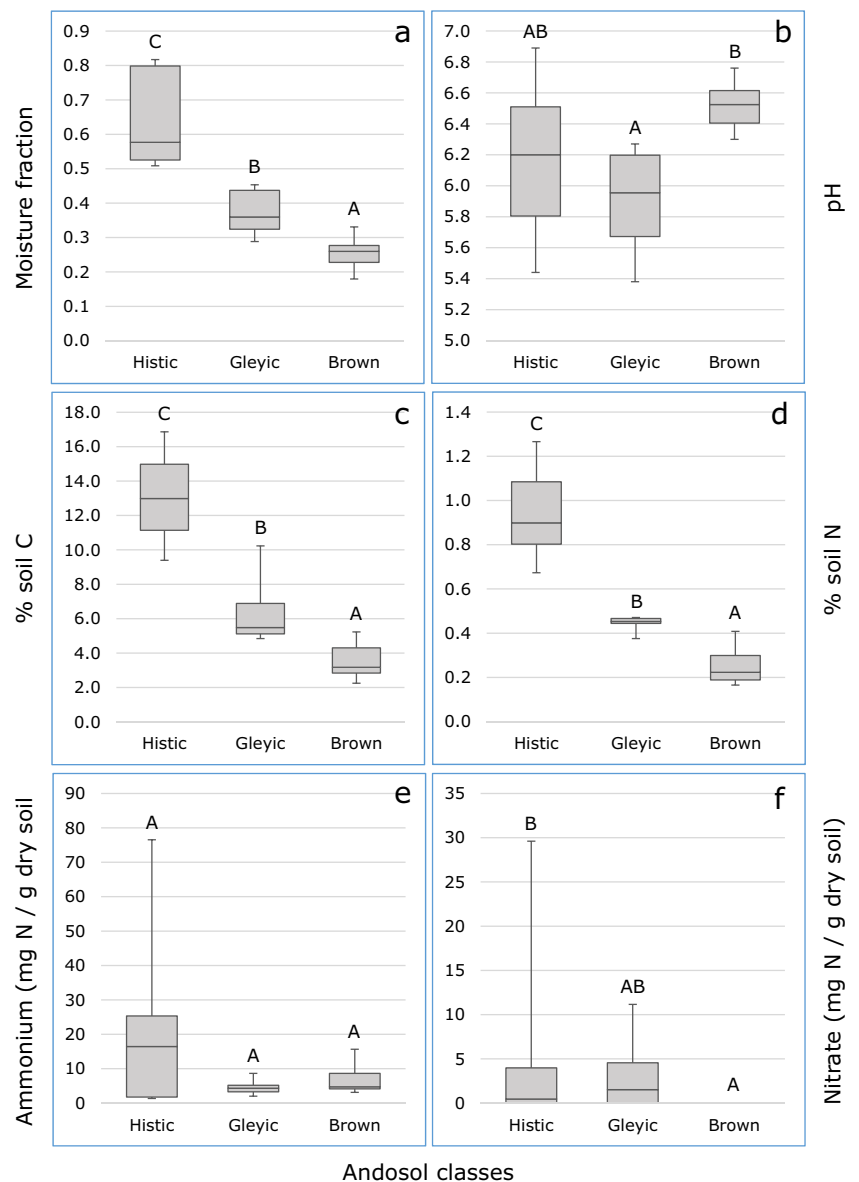 a
Moisture fraction
0.9
0.8
0.7
0.6
0.5
0.4
0.3
0.2
0.1
0.0
C
B
A
Histic Gleyic Brown
b
pH
6.0
7.0
6.8
6.6
6.4
6.2
6.0
5.8
5.6
5.4
5.2
5.0
AB
A
B
Histic Gleyic Brown
c
% soil C
18.0
16.0
14.0
12.0
10.0
8.0
6.0
4.0
2.0
0.0
C
B
A
Histic Gleyic Brown
d
% soil N
1.4
1.2
1.0
0.8
0.6
0.4
0.2
0.0
C
B
A
Histic Gleyic Brown
e
Ammonium (mg N / g dry soil
90
80
70
60
50
40
30
20
10
0
A
A
A
Histic Gleyic Brown
f
Nitrate (mg N / g dry soil)
35
30
25
20
15
10
5
0
B
AB
A
Histic Gleyic Brown
Andosol classes